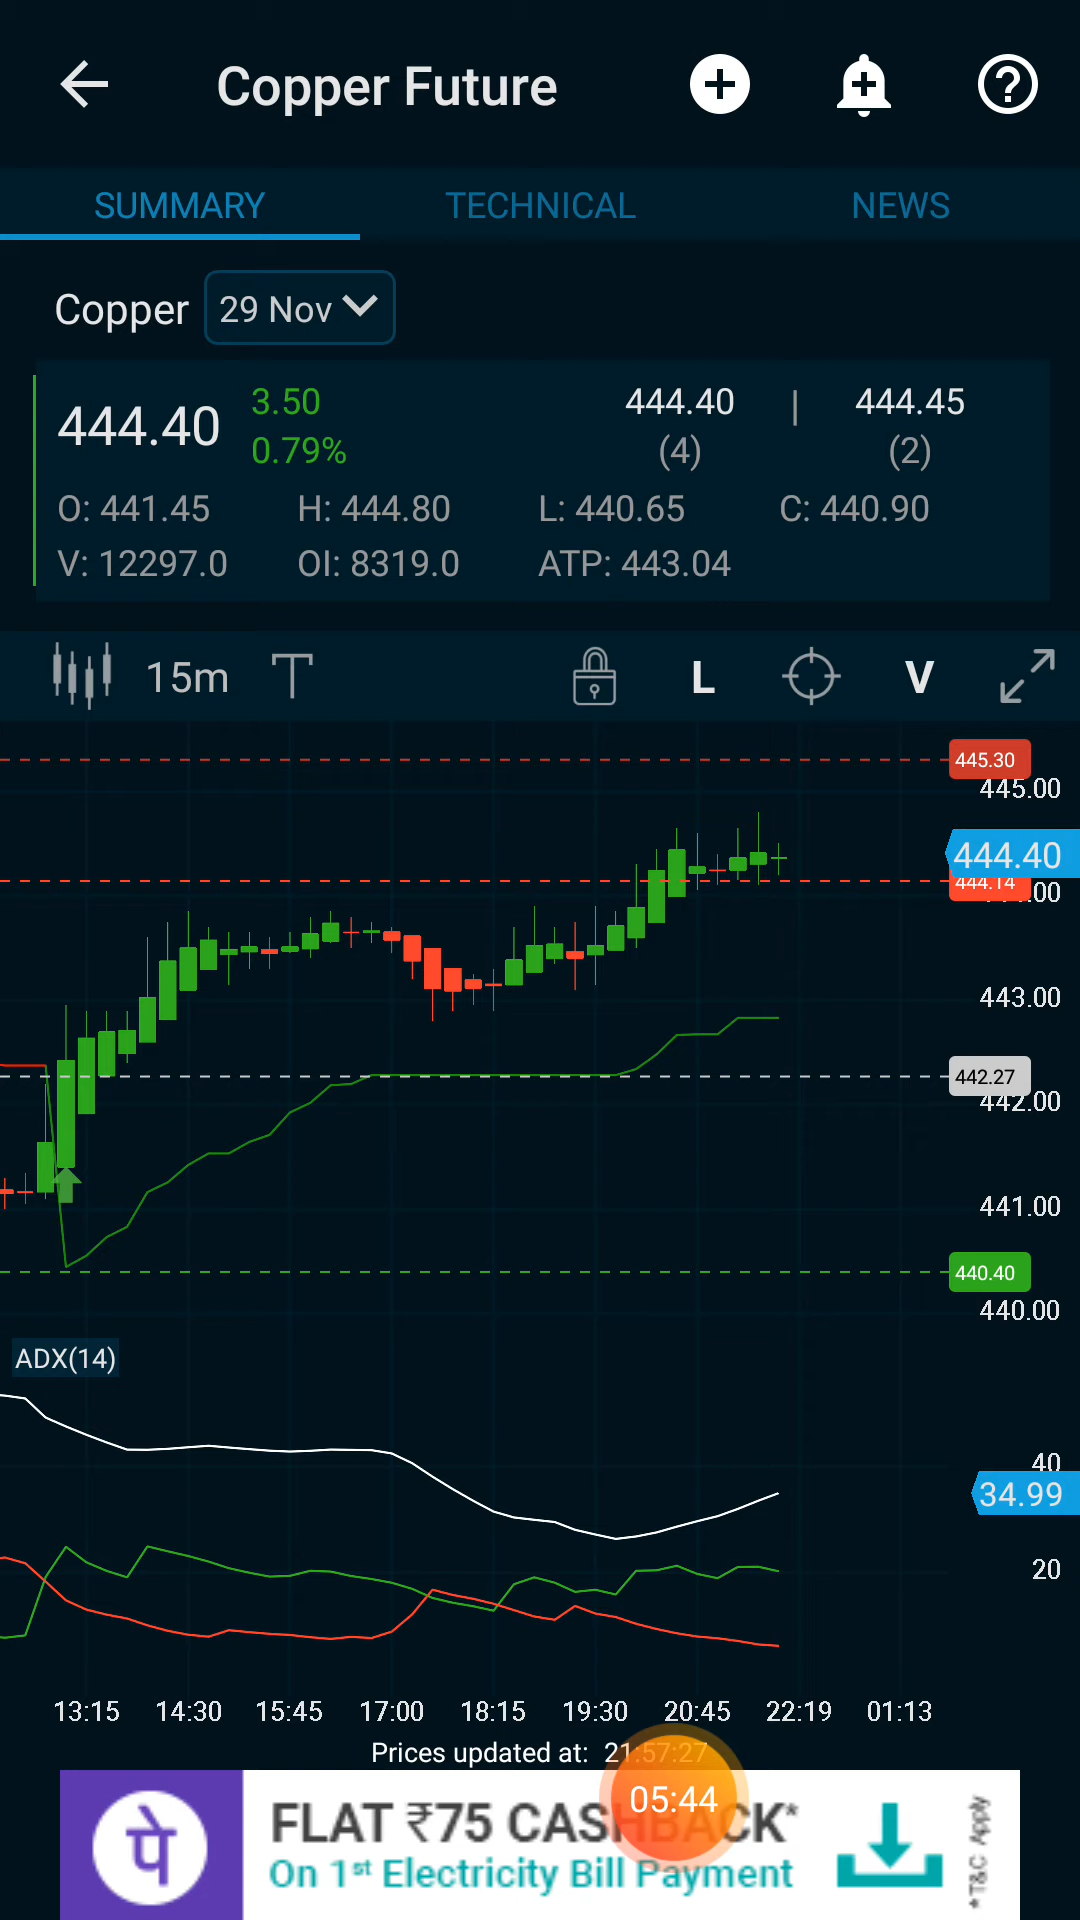 Copper Future
SUMMARY TECHNICAL NEWS
Copper 29 Nov
444.40 3.50 0.79% 444.40 | 444.45
(4) (2)
O: 441.45 H: 444.80 L: 440.65 C: 440.90
V: 12297.0 OI: 8319.0 ATP: 443.04
15m T L V
445.30
445.00
444.40
444.14
443.00
442.27
442.00
441.00
440.40
440.00
ADX(14)
40
34.99
20
13:15 14:30 15:45 17:00 18:15 19:30 20:45 22:19 01:13
Prices updated at: 21:57:27
05:44
पे
FLAT ₹75 CASHBACK*
On 1st Electricity Bill Payment
*T&C Apply